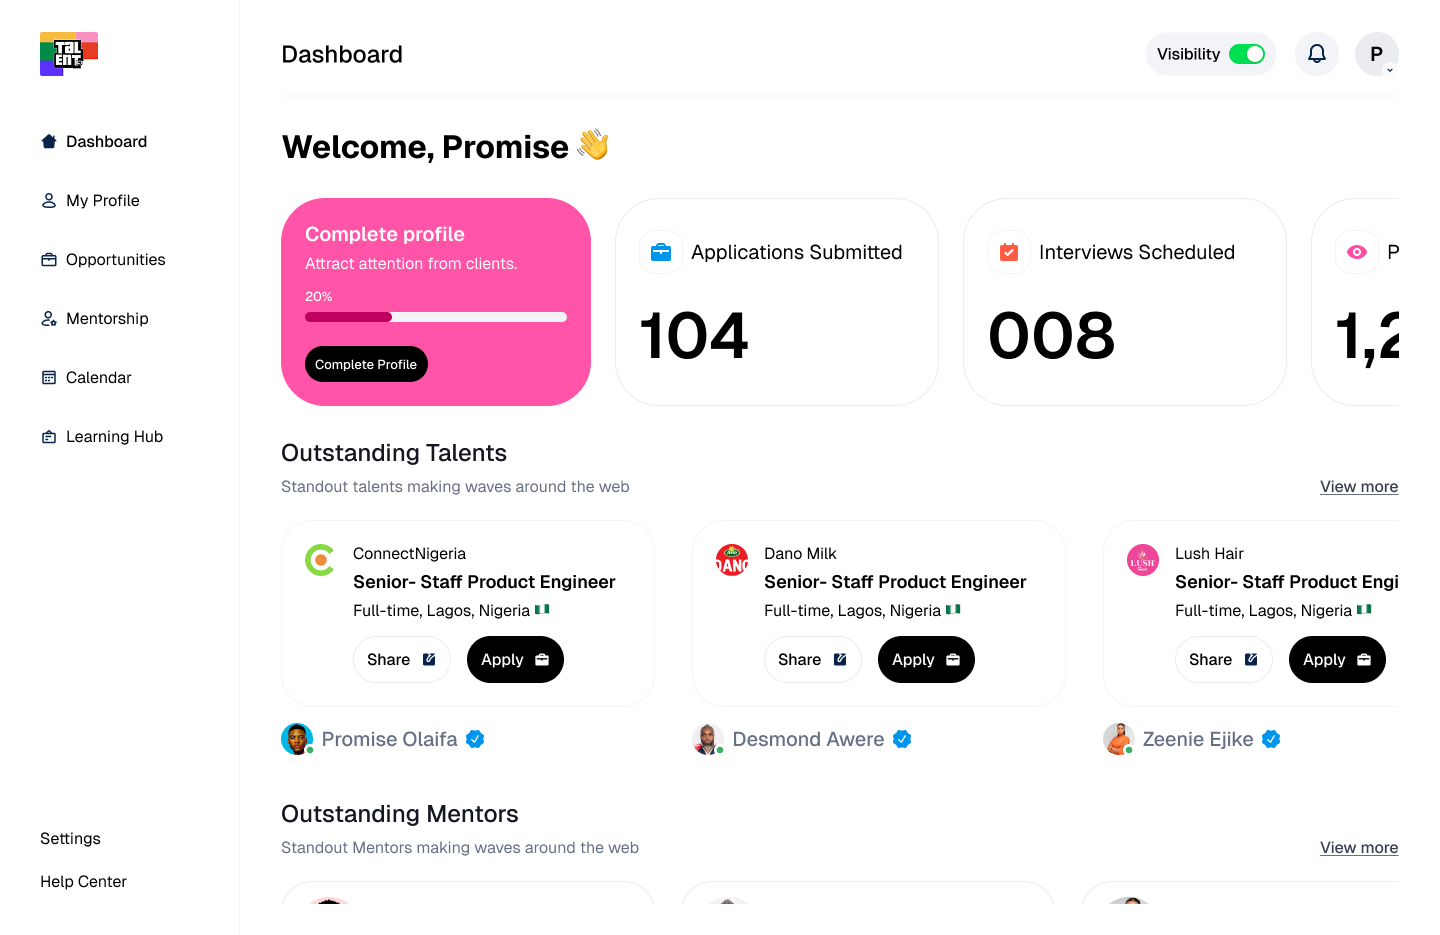 TaL
ENT
Dashboard
Visibility
P
Dashboard
My Profile
Opportunities
Mentorship
Calendar
Learning Hub
Settings
Help Center
Welcome, Promise 👋
Complete profile
Attract attention from clients.
20%
Complete Profile
Applications Submitted
104
Interviews Scheduled
008
P
1,2
Outstanding Talents
Standout talents making waves around the web
View more
ConnectNigeria
Senior- Staff Product Engineer
Full-time, Lagos, Nigeria 🇳🇬
Share
Apply
Promise Olaifa
DANO
Dano Milk
Senior- Staff Product Engineer
Full-time, Lagos, Nigeria 🇳🇬
Share
Apply
Desmond Awere
LUSH
Lush Hair
Senior- Staff Product Engi
Full-time, Lagos, Nigeria 🇳🇬
Share
Apply
Zeenie Ejike
Outstanding Mentors
Standout Mentors making waves around the web
View more